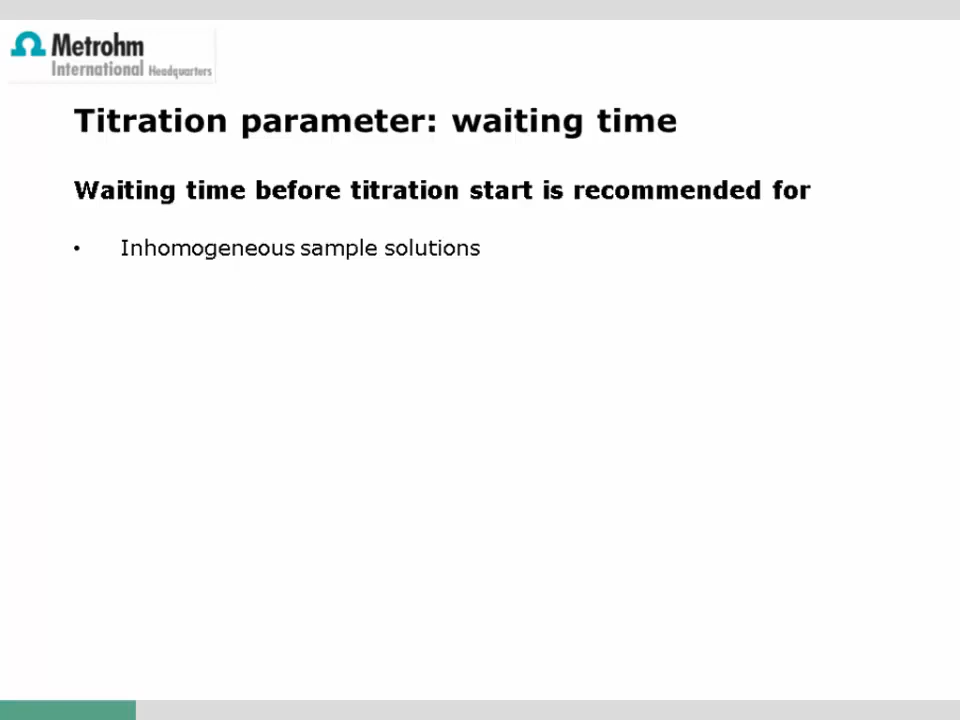 Metrohm
International Headquarters
Titration parameter: waiting time
Waiting time before titration start is recommended for
• Inhomogeneous sample solutions